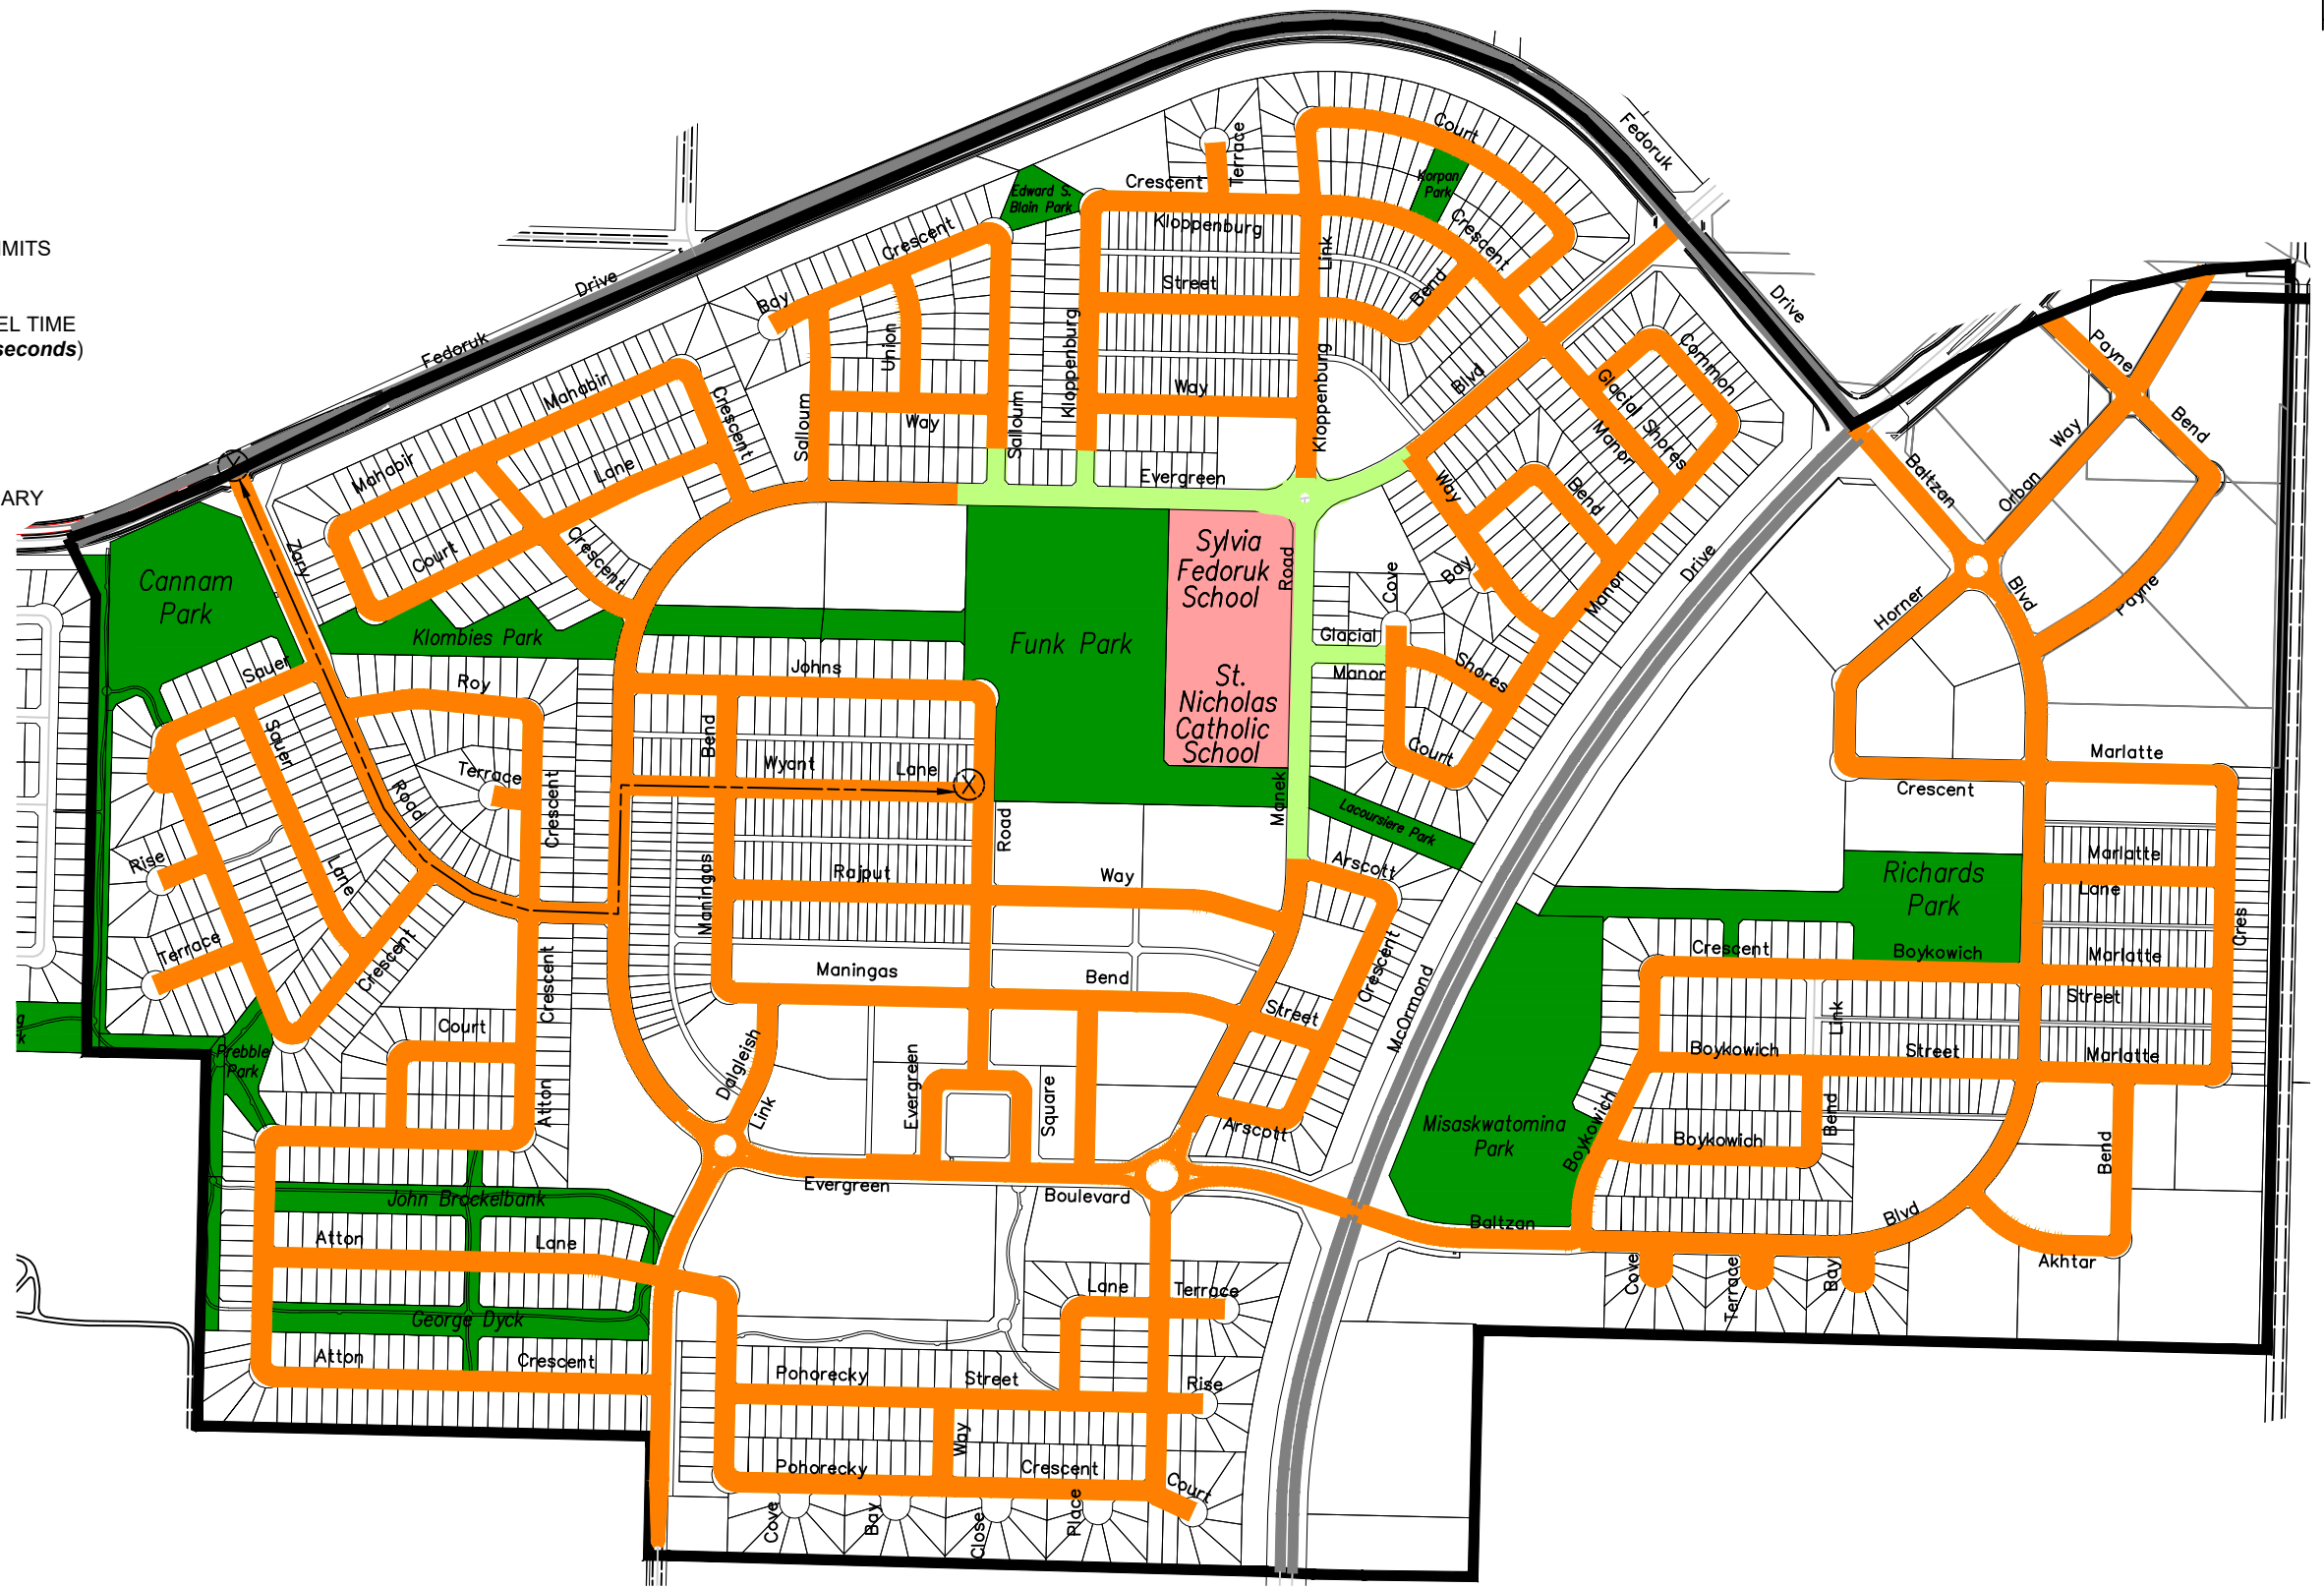 MITS
EL TIME
seconds)
ARY
Fedoruk
Drive
Fedoruk
Drive
Court
Terrace
Crescent
Korpan
Park
Edward S.
Blain Park
Kloppenburg
Crescent
Link
Crescent
Street
Bend
Bay
Union
Kloppenburg
Kloppenburg
Way
Salloum
Way
Salloum
Evergreen
Blvd
Common
Glacial Shores
Manor
Way
Bend
Bay
Mahabir
Crescent
Mahabir
Lane
Court
Crescent
Zary
Cannam
Park
Klombies Park
Funk Park
Sylvia
Fedoruk
School
St.
Nicholas
Catholic
School
Road
Cove
Glacial
Manor
Shores
Court
Manor
Drive
Payne
Bend
Way
Orban
Baltzan
Blvd
Payne
Horner
Sauer
Sauer
Roy
Johns
Bend
Wyant
Lane
Terrace
Crescent
Road
Road
Manek
Lacoursiere Park
Arscott
Rise
Lane
Maningas
Rajput
Way
Terrace
Crescent
Crescent
Maningas
Bend
Crescent
Street
McOrmond
Marlatte
Crescent
Marlatte
Lane
Richards
Park
Crescent
Boykowich
Marlatte
Street
Cres
Link
Boykowich
Street
Marlatte
Court
Prebble
Park
Atton
Dalgleish
Link
Evergreen
Square
Arscott
Misaskwatomina
Park
Boykowich
Boykowich
Bend
Bend
John Brockelbank
Evergreen
Boulevard
Baltzan
Blvd
Akhtar
Cove
Terrace
Bay
Atton
Lane
George Dyck
Atton
Crescent
Lane
Terrace
Pohorecky
Street
Rise
Way
Pohorecky
Crescent
Court
Cove
Bay
Close
Place